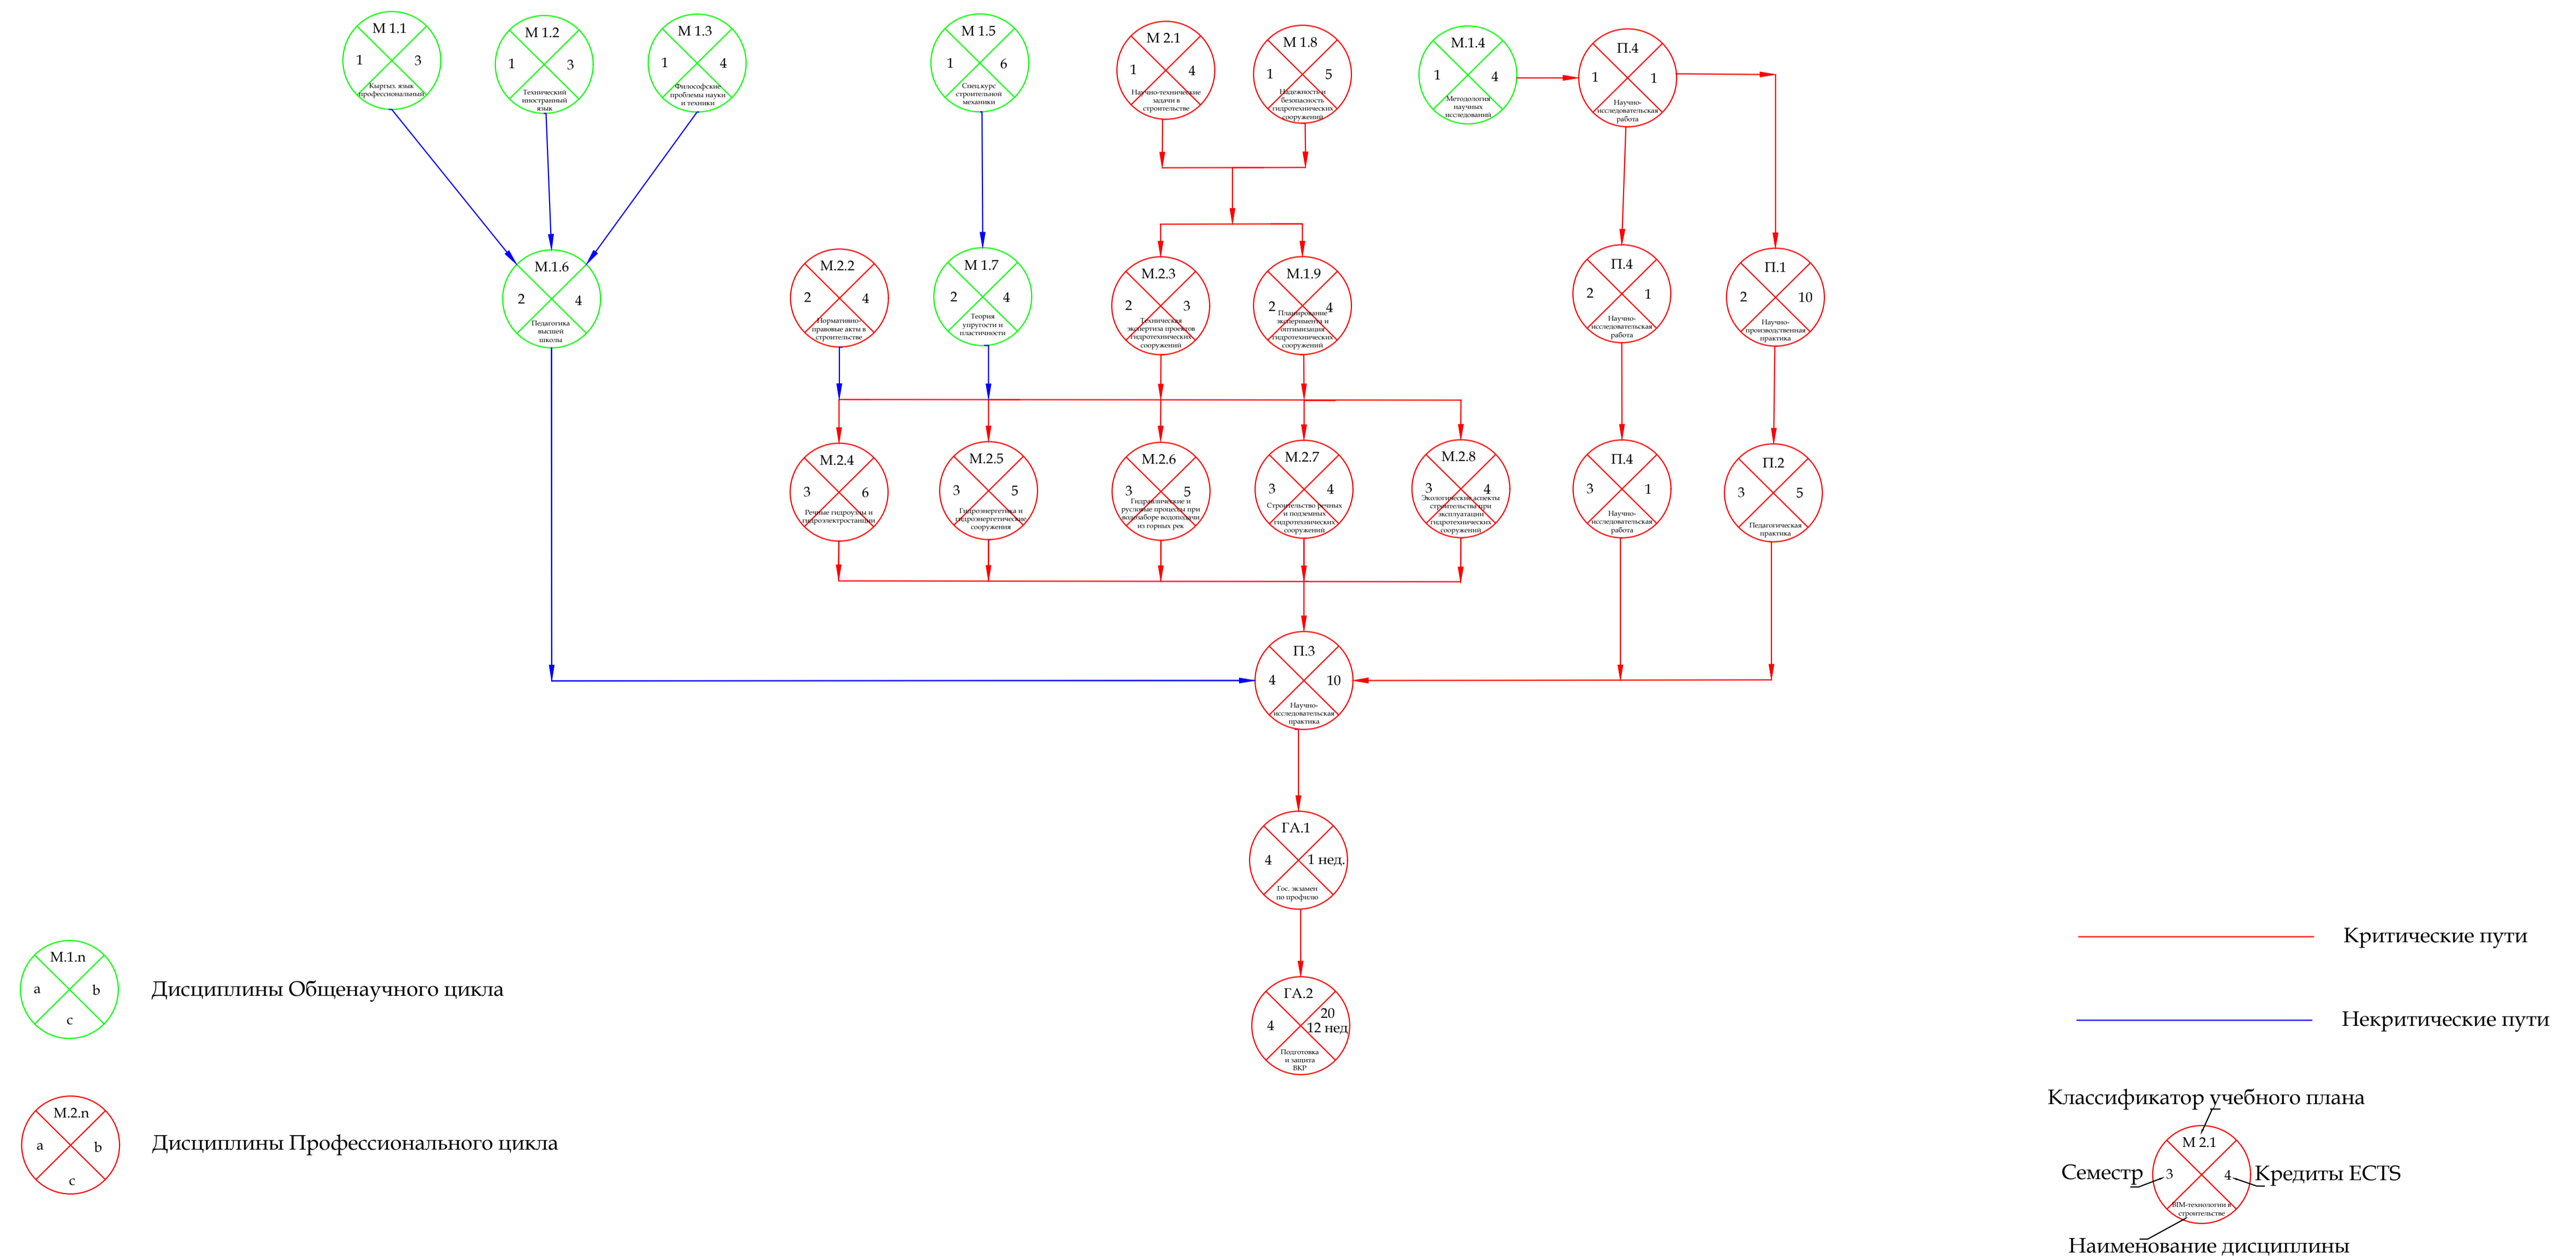 М 1.1
1
3
Кыргыз. язык
профессиональный
М 1.2
1
3
Технический
иностранный
язык
М 1.3
1
4
Философские
проблемы науки
и техники
М 1.5
1
6
Спец.курс
строительной
механики
М 2.1
1
4
Научно-технические
задачи в
строительстве
М 1.8
1
5
Надежность и
безопасность
гидротехнических
сооружений
М.1.4
1
4
Методология
научных
исследований
П.4
1
1
Научно-
исследовательская
работа
М.1.6
2
4
Педагогика
высшей
школы
М.2.2
2
4
Нормативно-
правовые акты в
строительстве
М 1.7
2
4
Теория
упругости и
пластичности
М.2.3
2
3
Техническая
экспертиза проектов
гидротехнических
сооружений
М.1.9
2
4
Планирование
эксперимента и
оптимизация
гидротехнических
сооружений
П.4
2
1
Научно-
исследовательская
работа
П.1
2
10
Научно-
производственная
практика
М.2.4
3
6
Речные гидроузлы и
гидроэлектростанции
М.2.5
3
5
Гидроэнергетика и
гидроэнергетические
сооружения
М.2.6
3
5
Гидравлические и
русловые процессы при
водозаборе водоподачи
из горных рек
М.2.7
3
4
Строительство речных
и подземных
гидротехнических
сооружений
М.2.8
3
4
Экологические аспекты
строительства при
эксплуатации
гидротехнических
сооружений
П.4
3
1
Научно-
исследовательская
работа
П.2
3
5
Педагогическая
практика
П.3
4
10
Научно-
исследовательская
практика
ГА.1
4
1 нед.
Гос. экзамен
по профилю
ГА.2
4
20
12 нед
Подготовка
и защита
ВКР
М.1.n
a
b
c
Дисциплины Общенаучного цикла
М.2.n
a
b
c
Дисциплины Профессионального цикла
Критические пути
Некритические пути
Классификатор учебного плана
М 2.1
Семестр
3
4
Кредиты ECTS
BIM-технологии в
строительстве
Наименование дисциплины